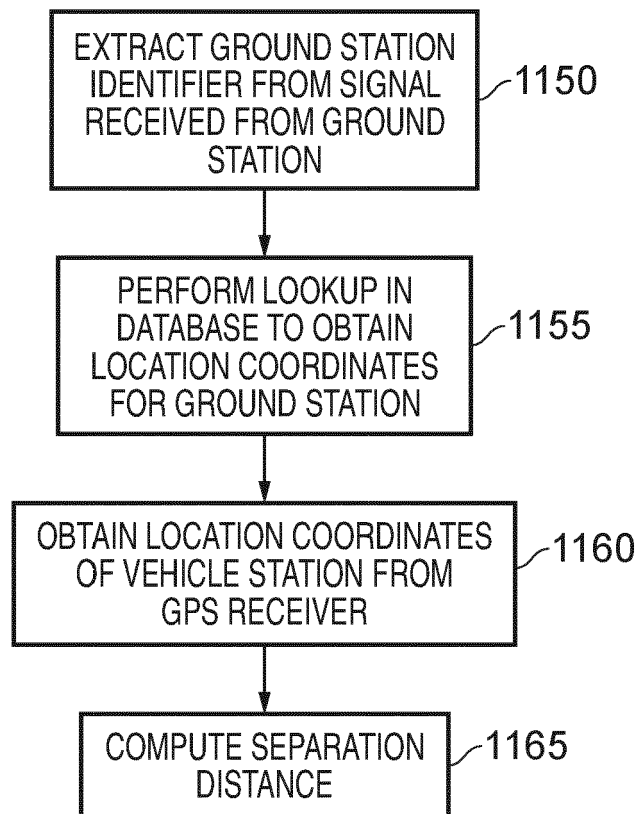 EXTRACT GROUND STATION
IDENTIFIER FROM SIGNAL
RECEIVED FROM GROUND
STATION
1150
PERFORM LOOKUP IN
DATABASE TO OBTAIN
LOCATION COORDINATES
FOR GROUND STATION
1155
OBTAIN LOCATION COORDINATES
OF VEHICLE STATION FROM
GPS RECEIVER
1160
COMPUTE SEPARATION
DISTANCE
1165